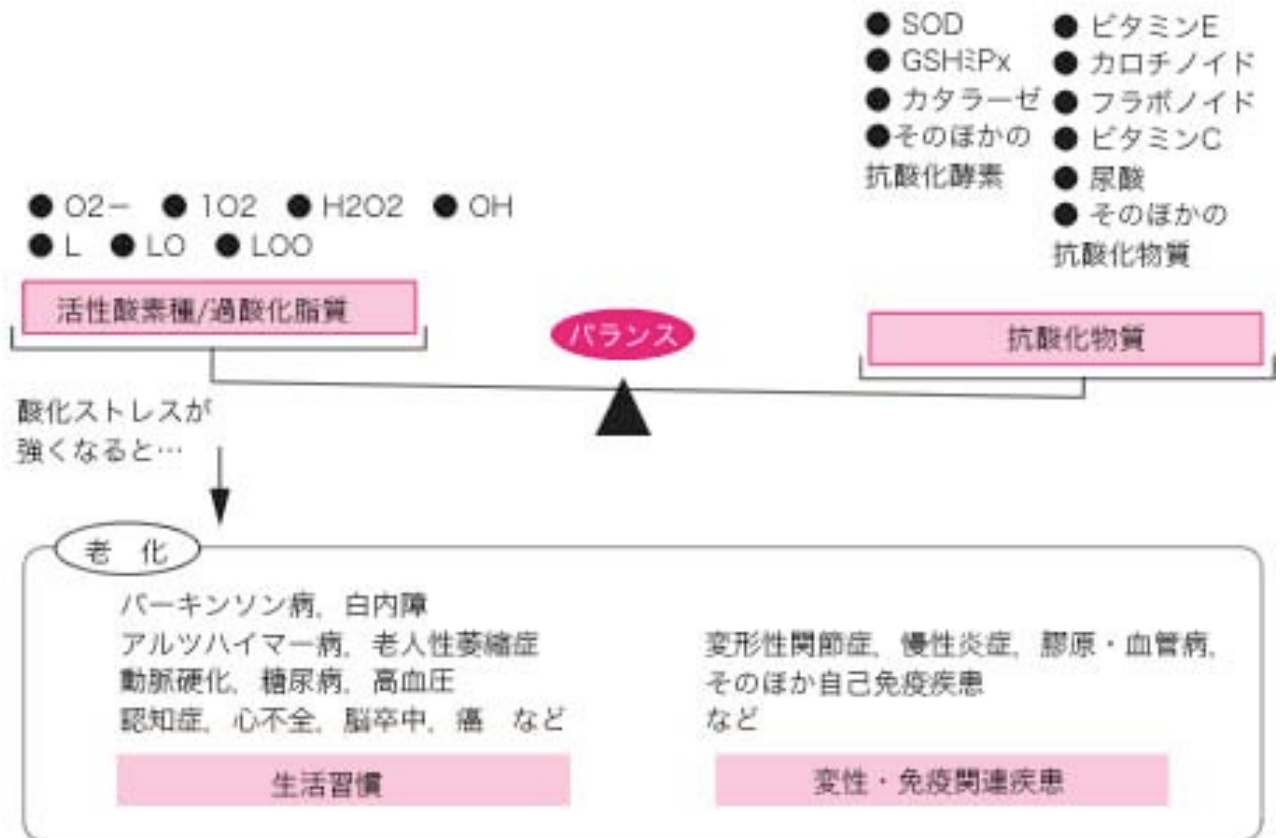 ● SOD
● GSHミPx
● カタラーゼ
●そのほかの
抗酸化酵素
● ビタミンE
● カロチノイド
● フラボノイド
● ビタミンC
● 尿酸
● そのほかの
抗酸化物質
● O2− ● 1O2 ● H2O2 ● OH
● L ● LO ● LOO
活性酸素種/過酸化脂質
バランス
抗酸化物質
酸化ストレスが
強くなると…
老 化
パーキンソン病, 白内障
アルツハイマー病, 老人性萎縮症
動脈硬化, 糖尿病, 高血圧
認知症, 心不全, 脳卒中, 癌 など
生活習慣
変形性関節症, 慢性炎症, 膠原・血管病,
そのほか自己免疫疾患
など
変性・免疫関連疾患